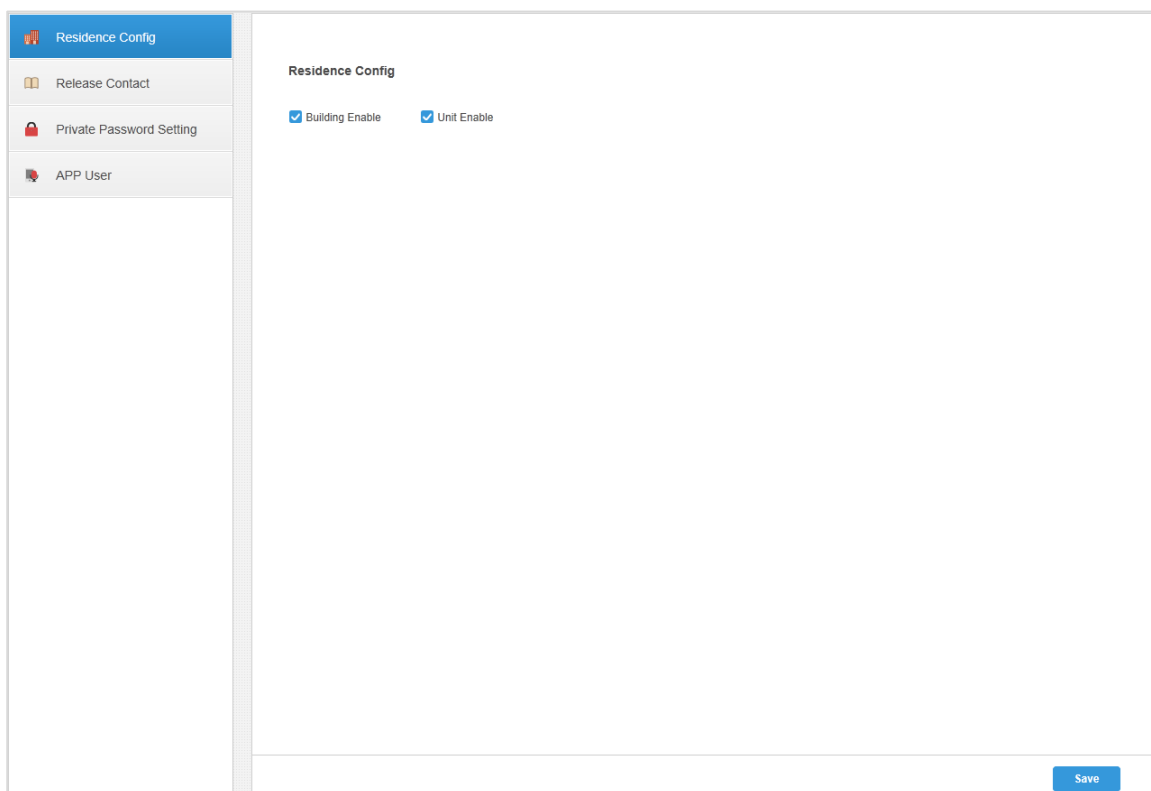 Residence Config
Release Contact
Private Password Setting
APP User
Residence Config
Building Enable Unit Enable
Save